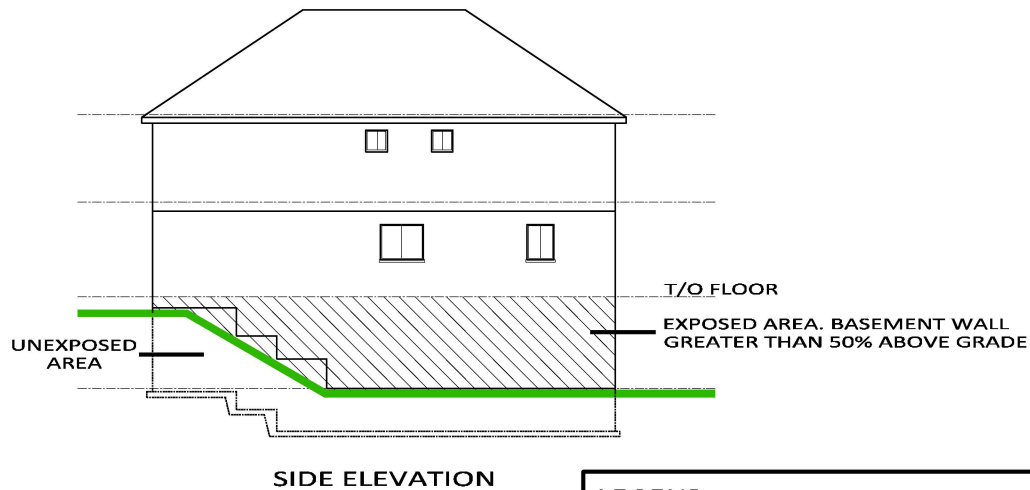 T/O FLOOR
EXPOSED AREA. BASEMENT WALL
GREATER THAN 50% ABOVE GRADE
UNEXPOSED
AREA
SIDE ELEVATION